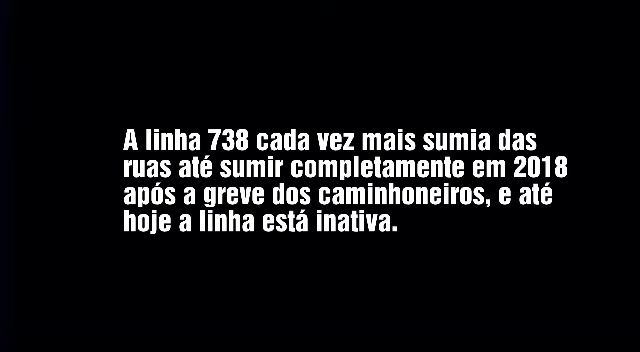 A linha 738 cada vez mais sumia das
ruas até sumir completamente em 2018
após a greve dos caminhoneiros, e até
hoje a linha está inativa.